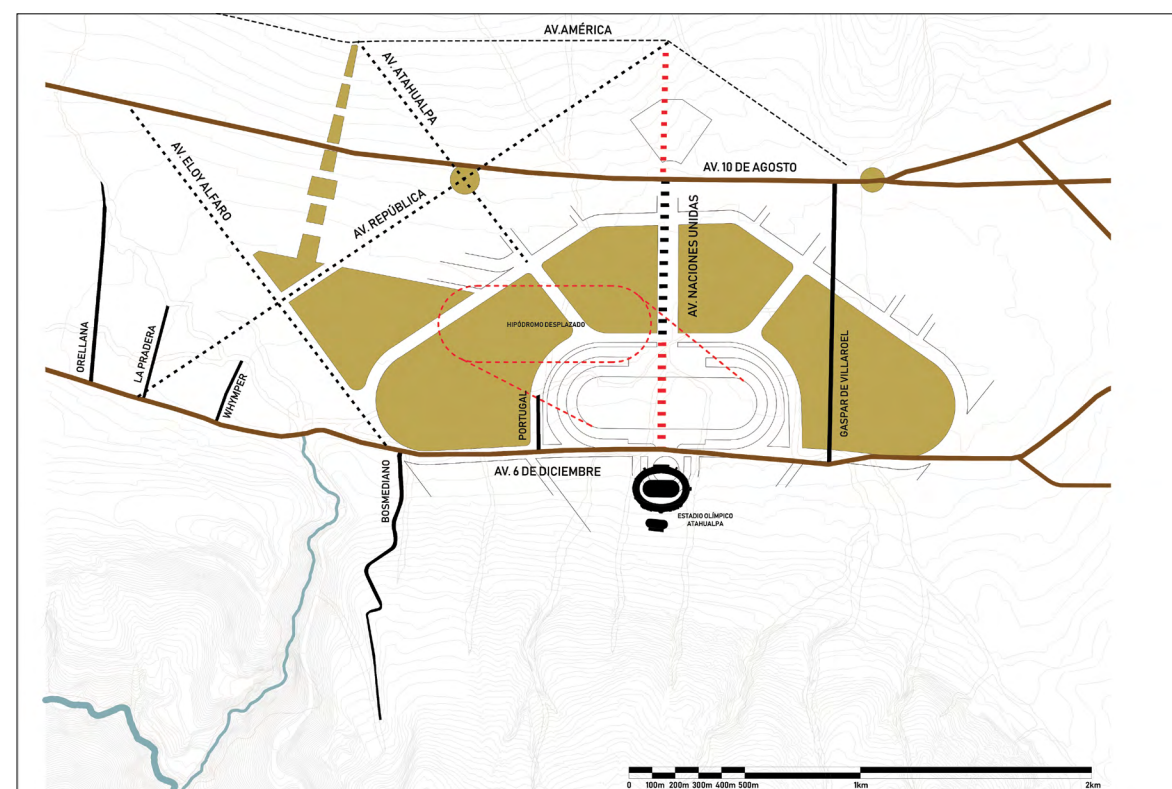 AV.AMÉRICA
AV. ATAHUALPA
AV. 10 DE AGOSTO
AV. ELOY ALFARO
AV. REPÚBLICA
AV. NACIONES UNIDAS
ORELLANA
LA PRADERA
WHYMPER
HIPÓDROMO DESPLAZADO
PORTUGAL
GASPAR DE VILLAROEL
BOSMEDIANO
AV. 6 DE DICIEMBRE
ESTADIO OLÍMPICO
ATAHUALPA
0 100m 200m 300m 400m 500m 1km 2km